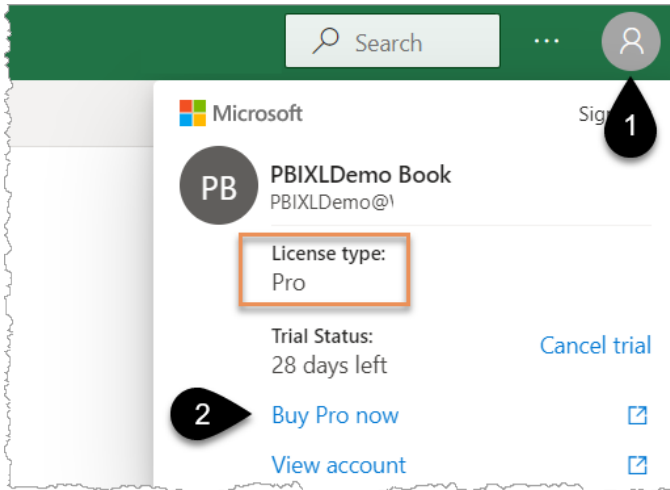 Search
1
Microsoft
PB
PBIXLDemo Book
PBIXLDemo@
License type:
Pro
Trial Status:
28 days left
Cancel trial
2
Buy Pro now
View account